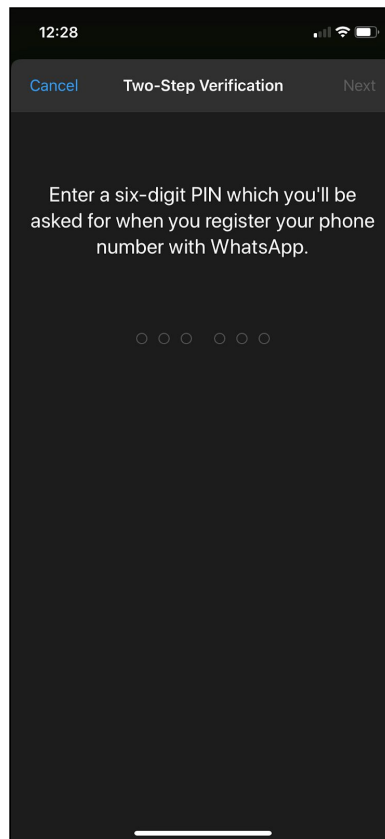 12:28
Cancel Two-Step Verification Next
Enter a six-digit PIN which you'll be
asked for when you register your phone
number with WhatsApp.